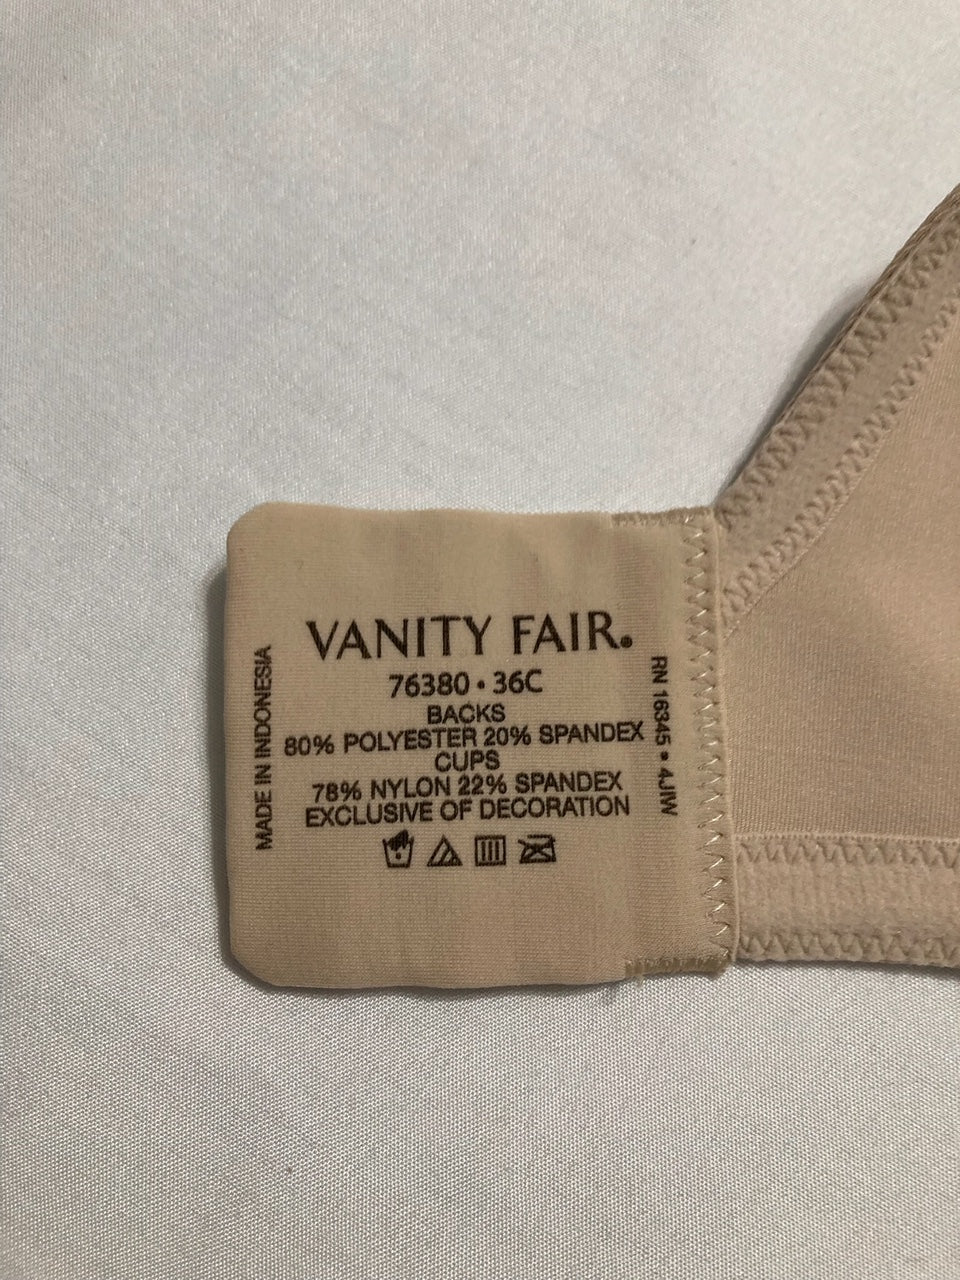 VANITY FAIR.
76380 • 36C
BACKS
80% POLYESTER 20% SPANDEX
CUPS
78% NYLON 22% SPANDEX
EXCLUSIVE OF DECORATION
MADE IN INDONESIA
RN 16345 • 4JIW